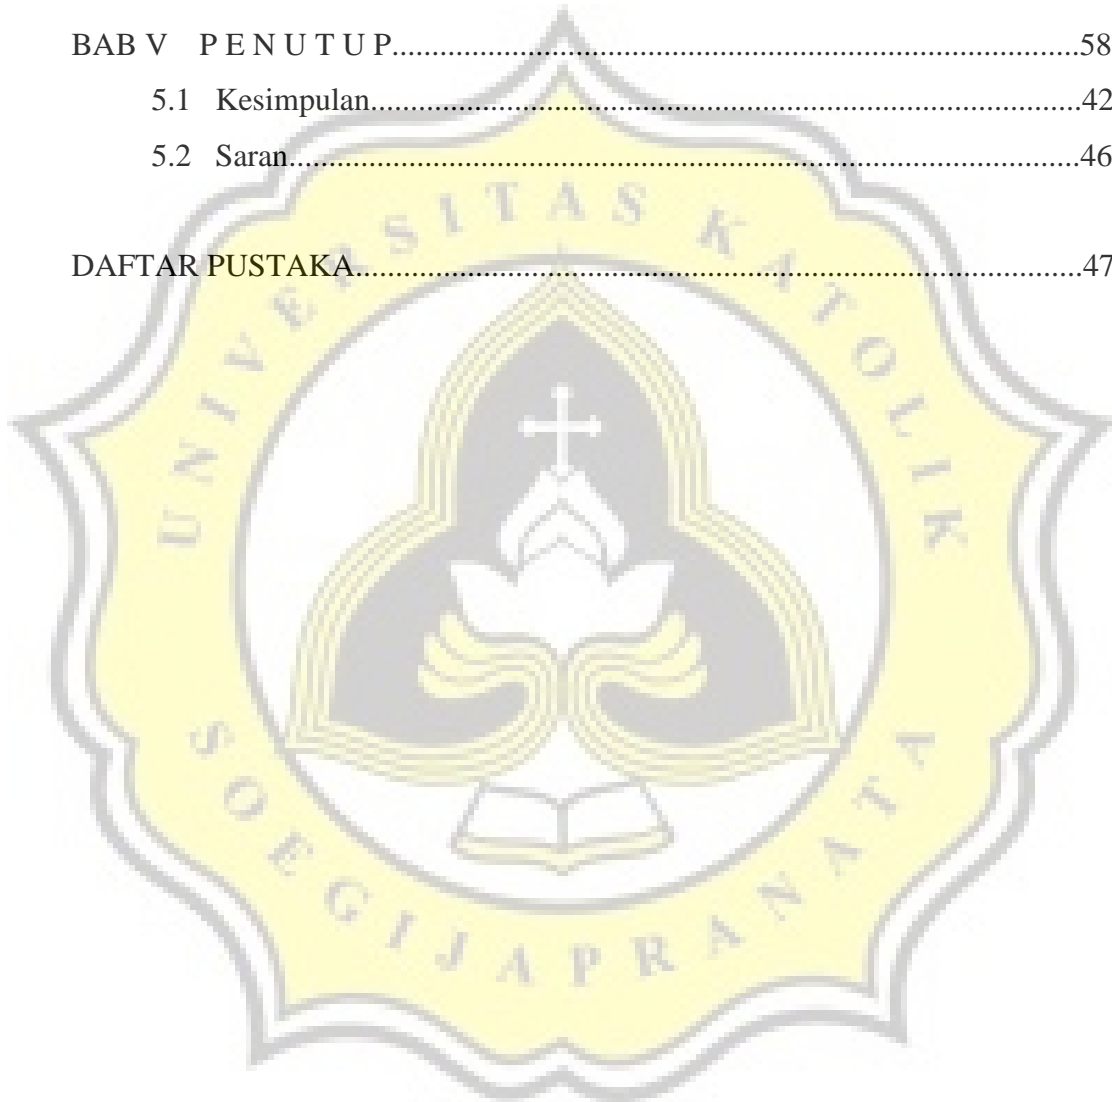 BAB V P E N U T U P..........................................................................................58
5.1 Kesimpulan.........................................................................................42
5.2 Saran...................................................................................................46
DAFTAR PUSTAKA...........................................................................................47
UNIVERSITAS KATOLIK
SOEGIJAPRANATA